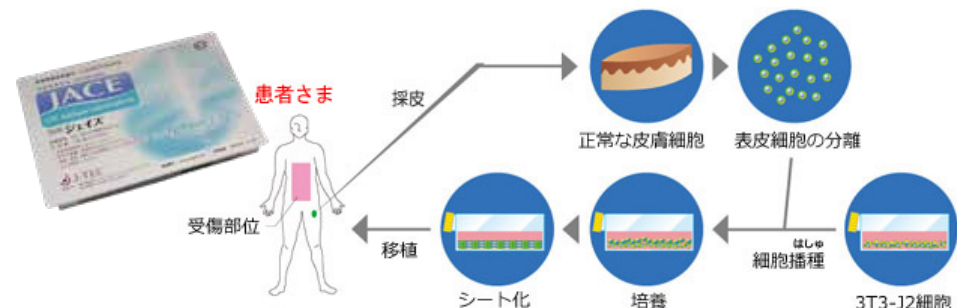 JACE
ジェイス
J-TEC
患者さま
採皮
正常な皮膚細胞
表皮細胞の分離
受傷部位
移植
シート化
培養
はしゅ
細胞播種
3T3-J2細胞